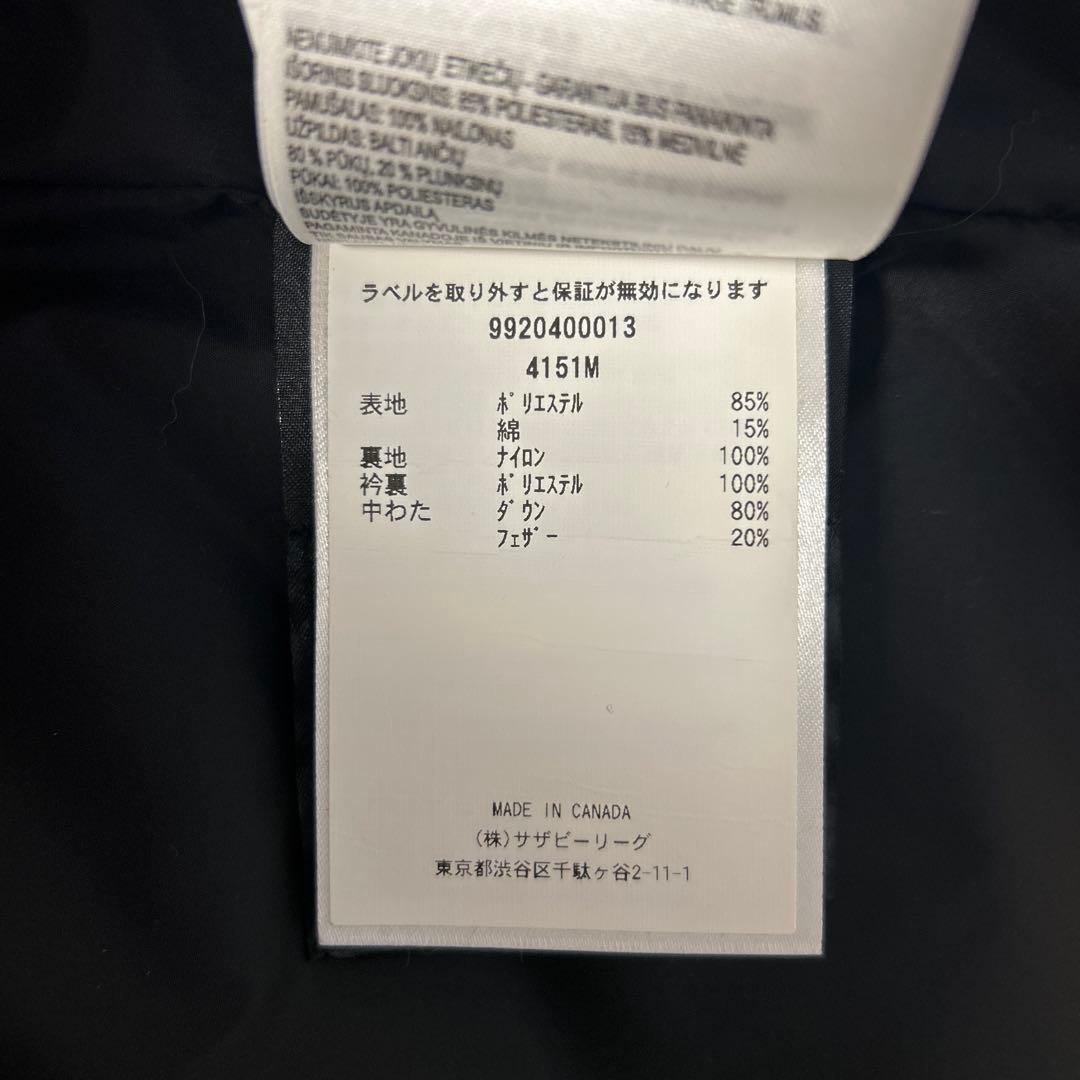 NENUIMKITE JOKIŲ ETIKEČIŲ - GARANTIJA BUS PANAIKINTA
IŠORINIS SLUOKSNIS: 85% POLIESTERAS, 15% MEDVILNĖ
PAMUŠALAS: 100% NAILONAS
UŽPILDAS: BALTI ANČIŲ
80 % PŪKŲ, 20 % PLUNKSNŲ
PŪKAI: 100% POLIESTERAS
IŠSKYRUS APDAILĄ
SUDĖTYJE YRA GYVULINĖS KILMĖS NETEKSTILINIŲ DALIŲ
PAGAMINTA KANADOJE IŠ
ラベルを取り外すと保証が無効になります
9920400013
4151M
表地 ﾎﾟﾘｴｽﾃﾙ 85%
綿 15%
裏地 ﾅｲﾛﾝ 100%
衿裏 ﾎﾟﾘｴｽﾃﾙ 100%
中わた ﾀﾞｳﾝ 80%
ﾌｪｻﾞｰ 20%
MADE IN CANADA
(株)サザビーリーグ
東京都渋谷区千駄ヶ谷2-11-1